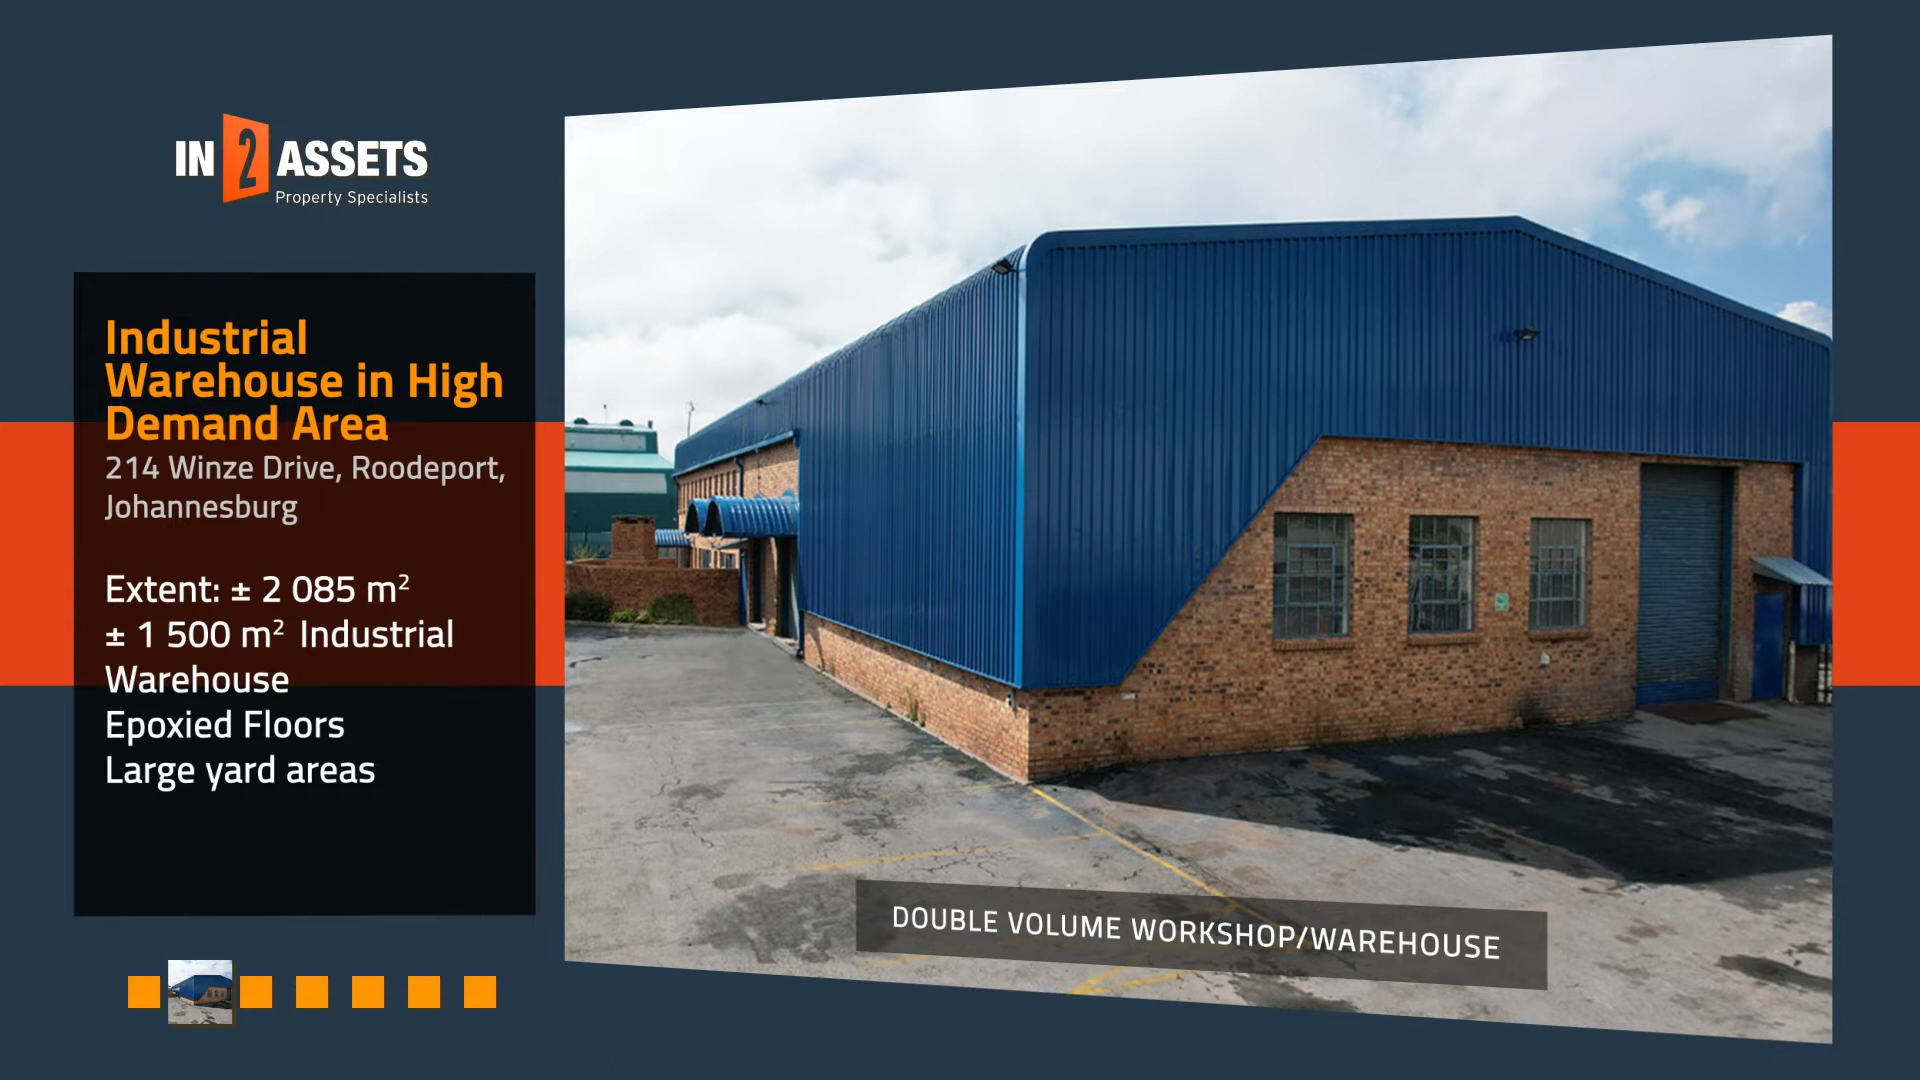 IN 2 ASSETS
Property Specialists
Industrial
Warehouse in High
Demand Area
214 Winze Drive, Roodeport,
Johannesburg
Extent: ± 2 085 m²
± 1 500 m² Industrial
Warehouse
Epoxied Floors
Large yard areas
DOUBLE VOLUME WORKSHOP/WAREHOUSE